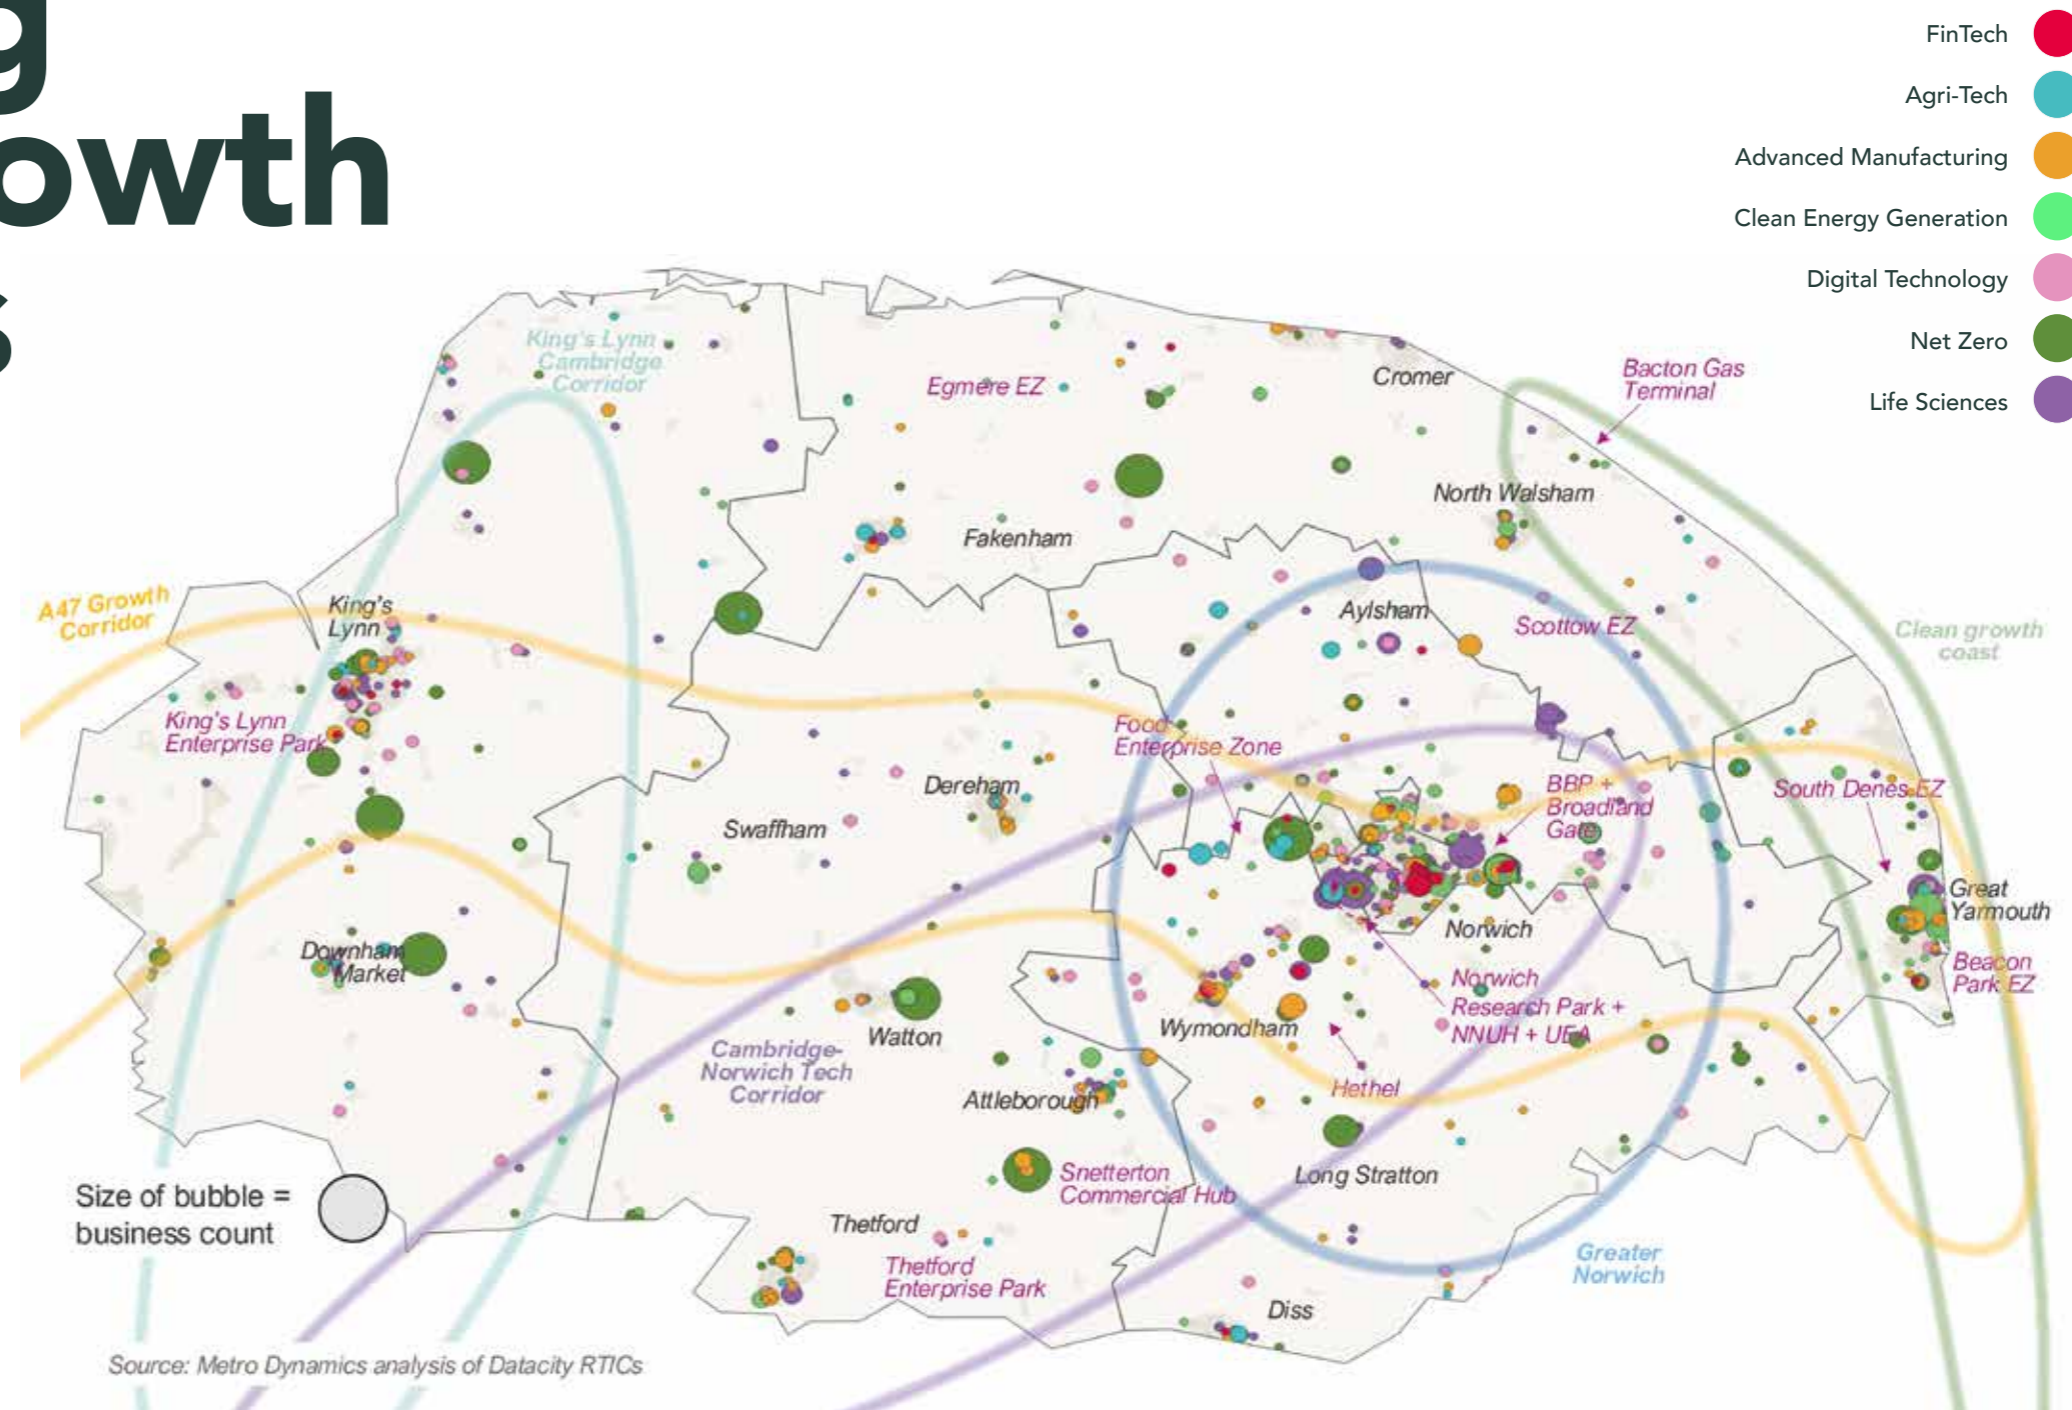 g
owth
s
FinTech
Agri-Tech
Advanced Manufacturing
Clean Energy Generation
Digital Technology
Net Zero
Life Sciences
King's Lynn
Cambridge
Corridor
Egmere EZ
Cromer
Bacton Gas
Terminal
North Walsham
Fakenham
A47 Growth
Corridor
King's
Lynn
Aylsham
Scottow EZ
Clean growth
coast
King's Lynn
Enterprise Park
Food
Enterprise Zone
Dereham
Swaffham
BBP +
Broadland
Gate
South Denes EZ
Great
Yarmouth
Norwich
Downham
Market
Beacon
Park EZ
Norwich
Research Park +
NNUH + UEA
Wymondham
Watton
Cambridge-
Norwich Tech
Corridor
Hethel
Attleborough
Snetterton
Commercial Hub
Long Stratton
Size of bubble =
business count
Thetford
Thetford
Enterprise Park
Greater
Norwich
Diss
Source: Metro Dynamics analysis of Datacity RTICs